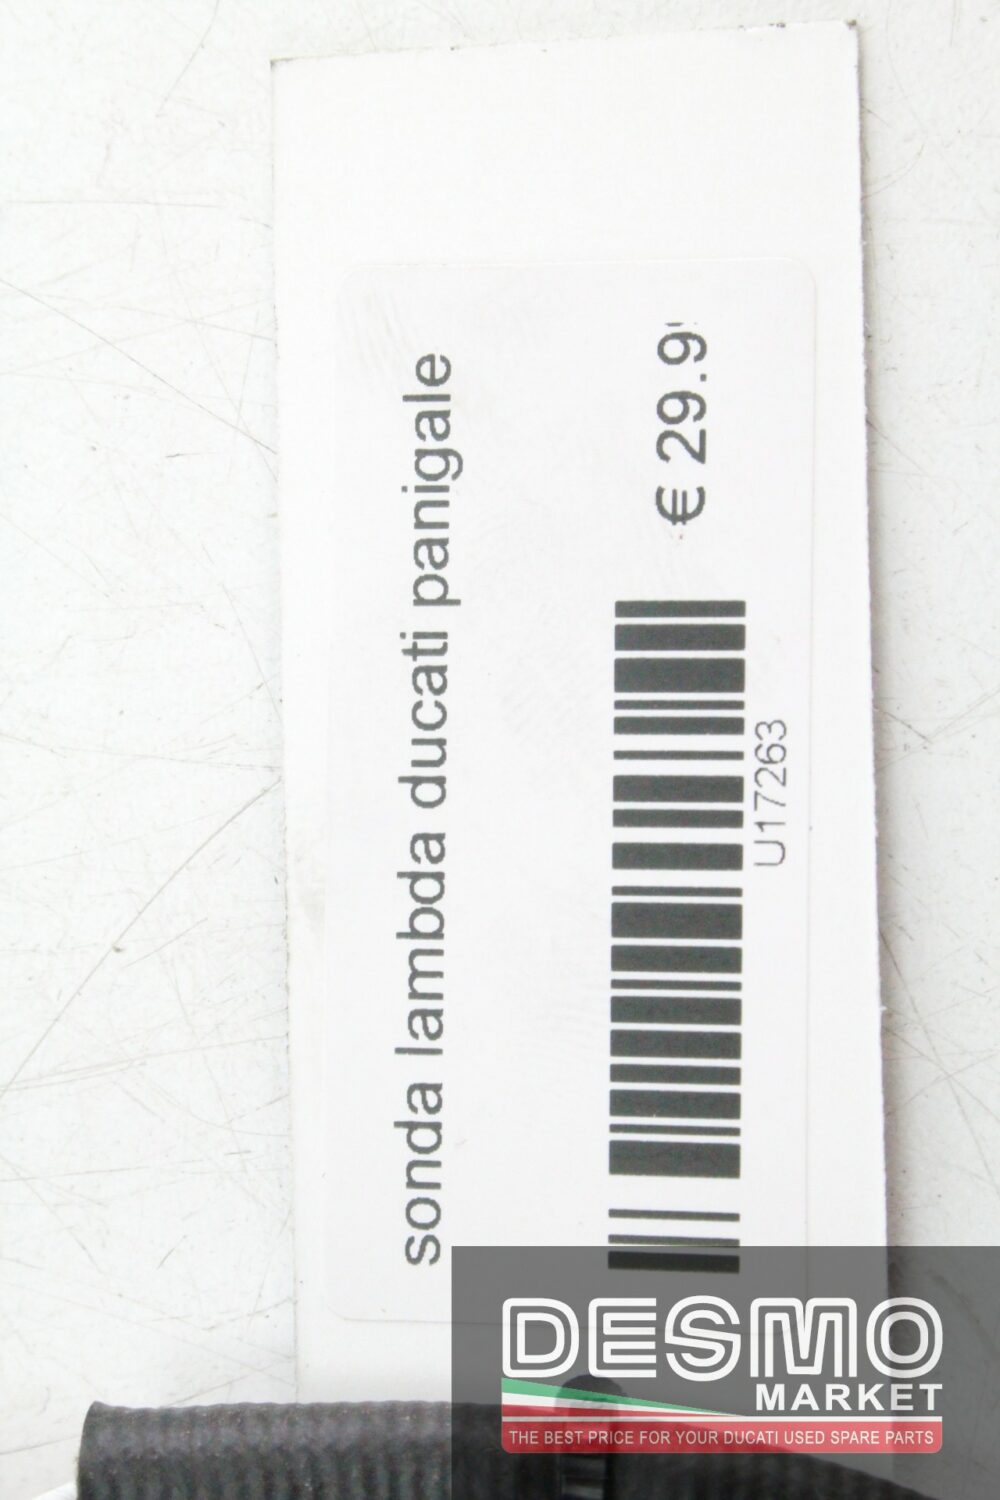 sonda lambda ducati panigale
€ 29.9
U17263
DESMO
MARKET
THE BEST PRICE FOR YOUR DUCATI USED SPARE PARTS